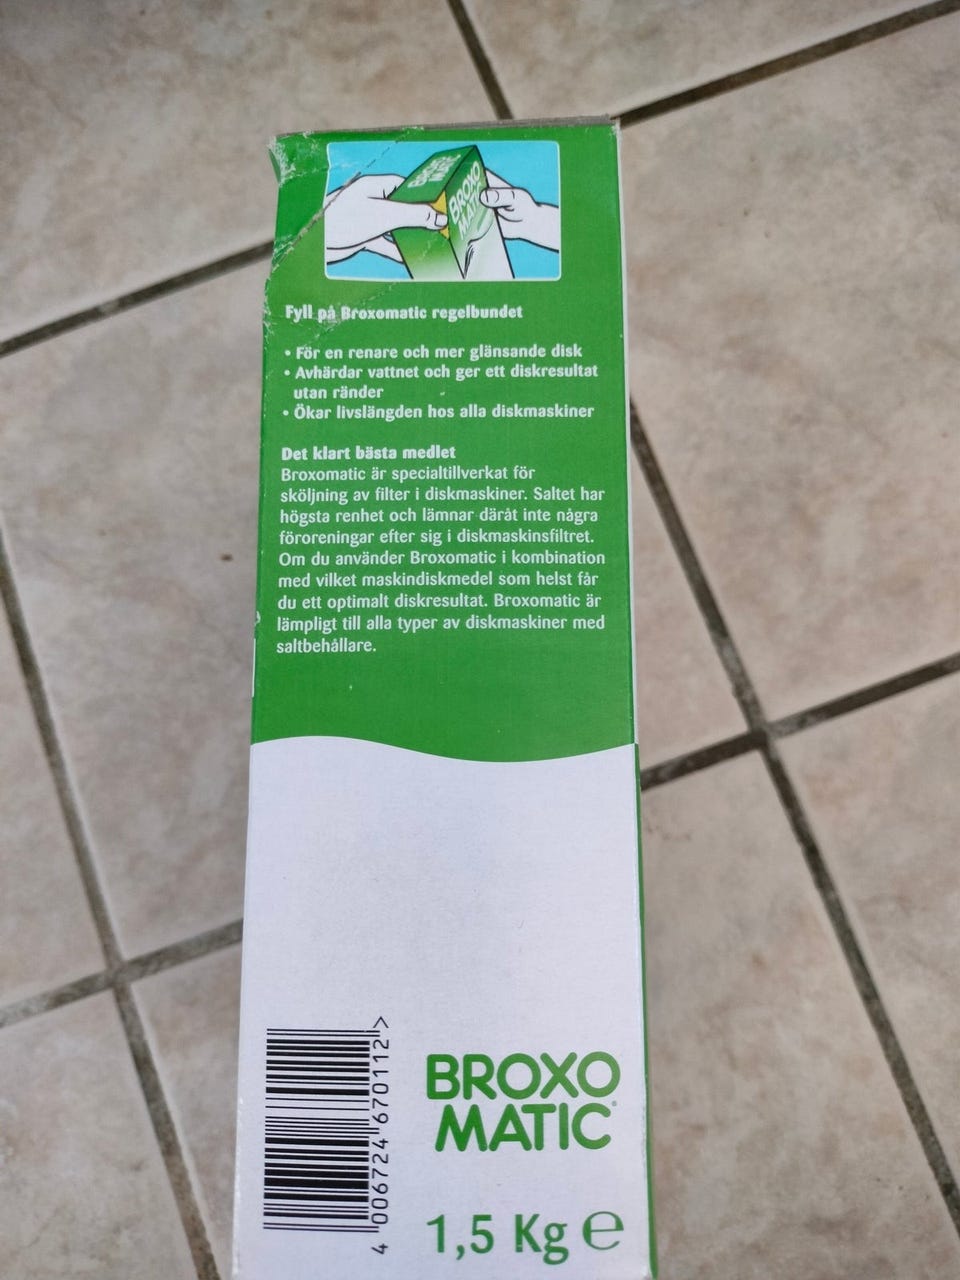 BROXO
MATIC
BROXO
MATIC
Fyll på Broxomatic regelbundet
• För en renare och mer glänsande disk
• Avhärdar vattnet och ger ett diskresultat
utan ränder
• Ökar livslängden hos alla diskmaskiner
Det klart bästa medlet
Broxomatic är specialtillverkat för
sköljning av filter i diskmaskiner. Saltet har
högsta renhet och lämnar däråt inte några
föroreningar efter sig i diskmaskinsfiltret.
Om du använder Broxomatic i kombination
med vilket maskindiskmedel som helst får
du ett optimalt diskresultat. Broxomatic är
lämpligt till alla typer av diskmaskiner med
saltbehållare.
4 006724 670112 >
BROXO
MATIC®
1,5 Kg ℮